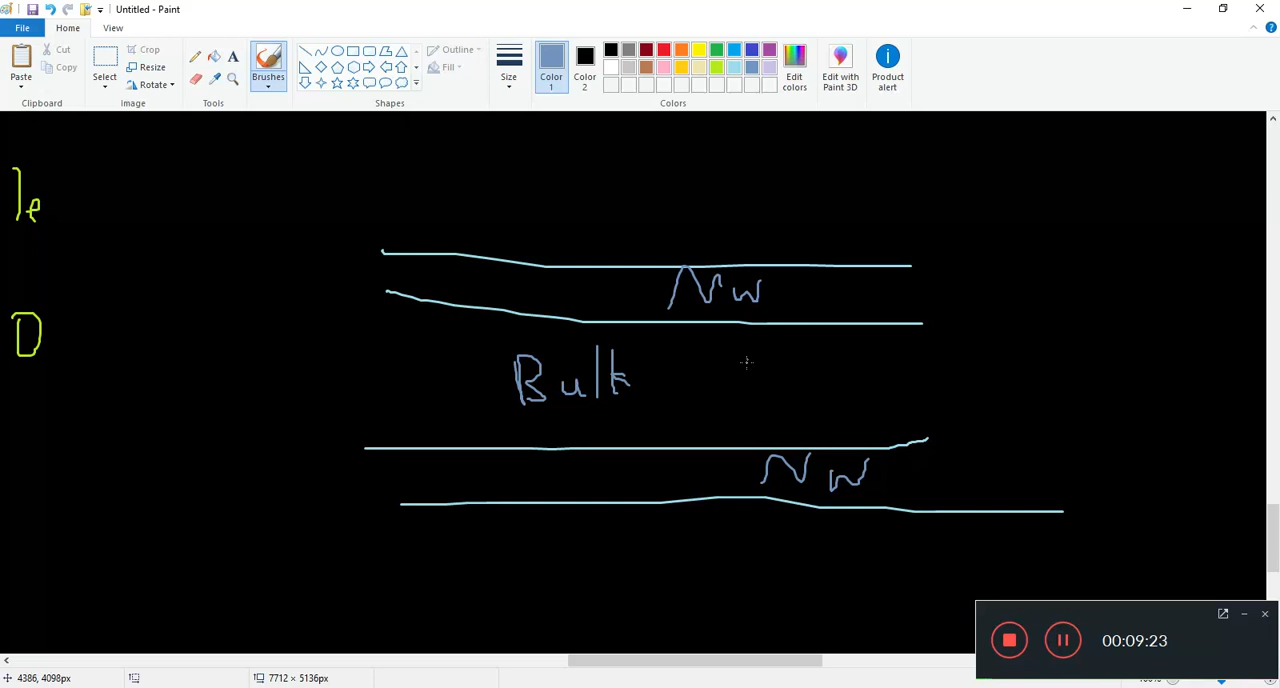 Untitled - Paint
File Home View
Paste
Cut
Copy
Clipboard
Select
Crop
Resize
Rotate
Image
Tools
Brushes
Shapes
Outline
Fill
Size
Color
1
Color
2
Edit
colors
Colors
Edit with
Paint 3D
Product
alert
D
NW
Bulk
NW
00:09:23
4386, 4098px
7712 × 5136px